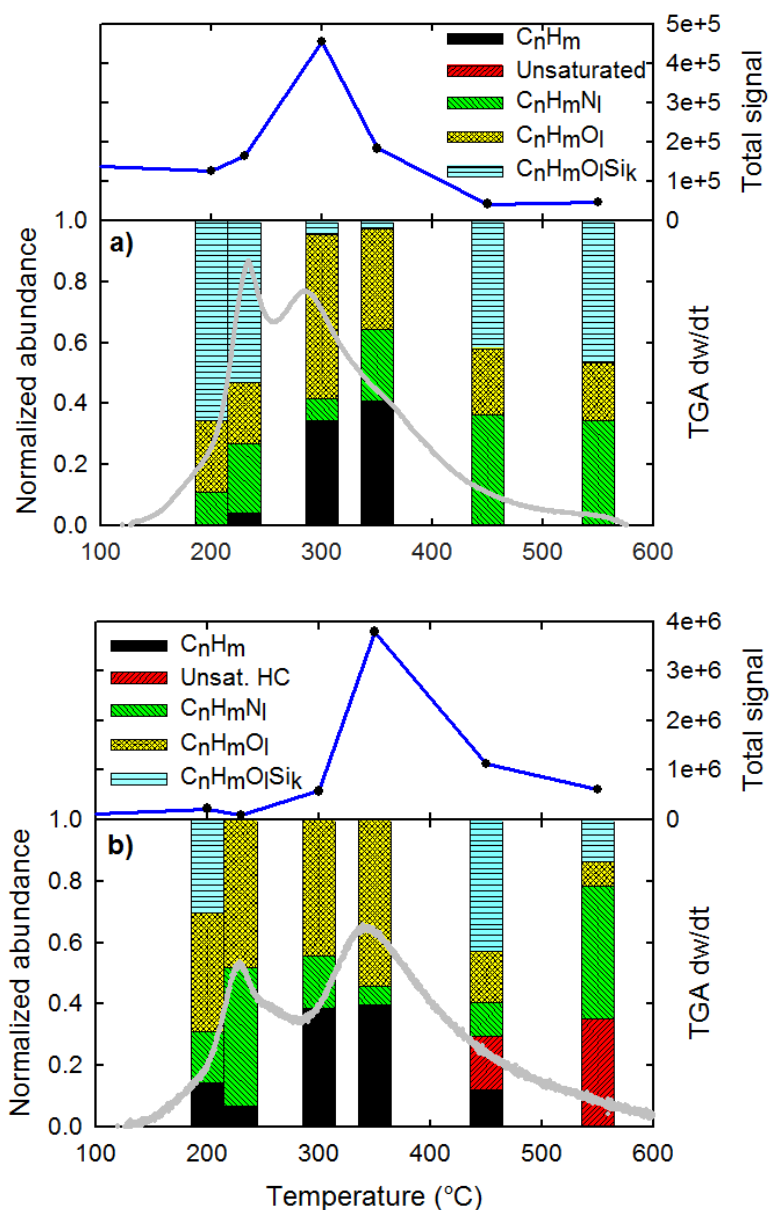 CnHm
Unsaturated
CnHmNl
CnHmOl
CnHmOlSik
5e+5
4e+5
3e+5
2e+5
1e+5
0
Total signal
a)
1.0
0.8
0.6
0.4
0.2
0.0
Normalized abundance
TGA dw/dt
100 200 300 400 500 600
CnHm
Unsat. HC
CnHmNl
CnHmOl
CnHmOlSik
4e+6
3e+6
2e+6
1e+6
0
Total signal
b)
1.0
0.8
0.6
0.4
0.2
0.0
Normalized abundance
TGA dw/dt
100 200 300 400 500 600
Temperature (°C)